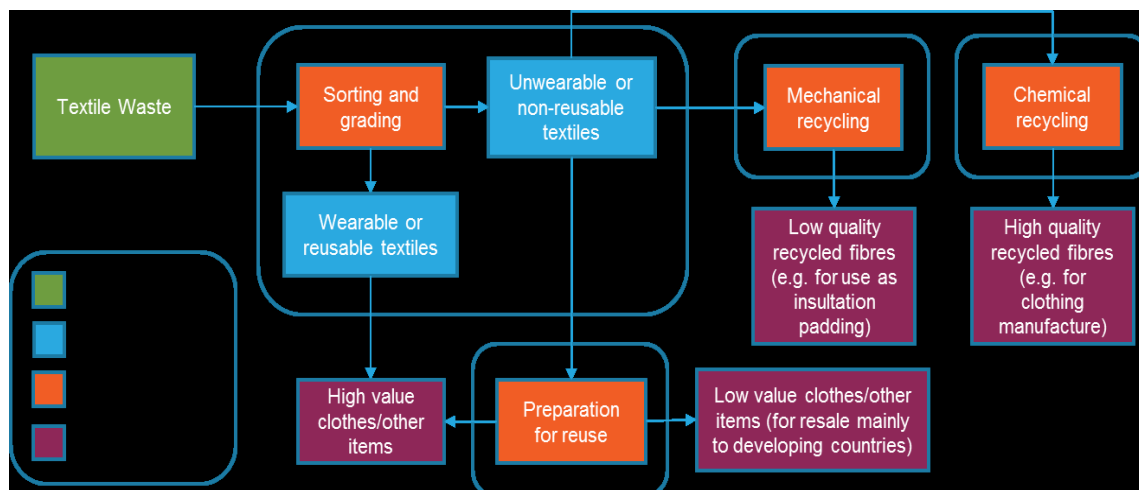 Textile Waste
Sorting and
grading
Unwearable or
non-reusable
textiles
Mechanical
recycling
Chemical
recycling
Wearable or
reusable textiles
Low quality
recycled fibres
(e.g. for use as
insultation
padding)
High quality
recycled fibres
(e.g. for
clothing
manufacture)
High value
clothes/other
items
Preparation
for reuse
Low value clothes/other
items (for resale mainly
to developing countries)